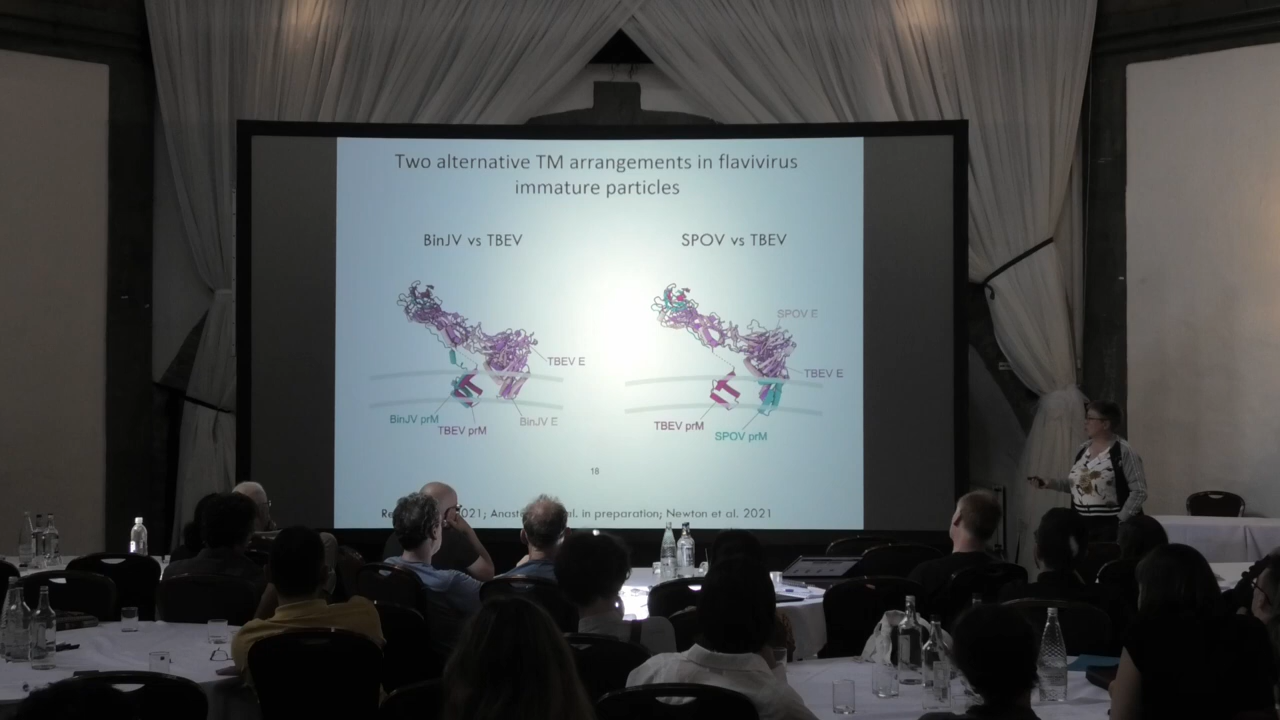 Two alternative TM arrangements in flavivirus
immature particles
BinJV vs TBEV
SPOV vs TBEV
TBEV E
BinJV prM
TBEV prM
BinJV E
SPOV E
TBEV E
TBEV prM
SPOV prM
18
2021; Anast in preparation; Newton et al. 2021